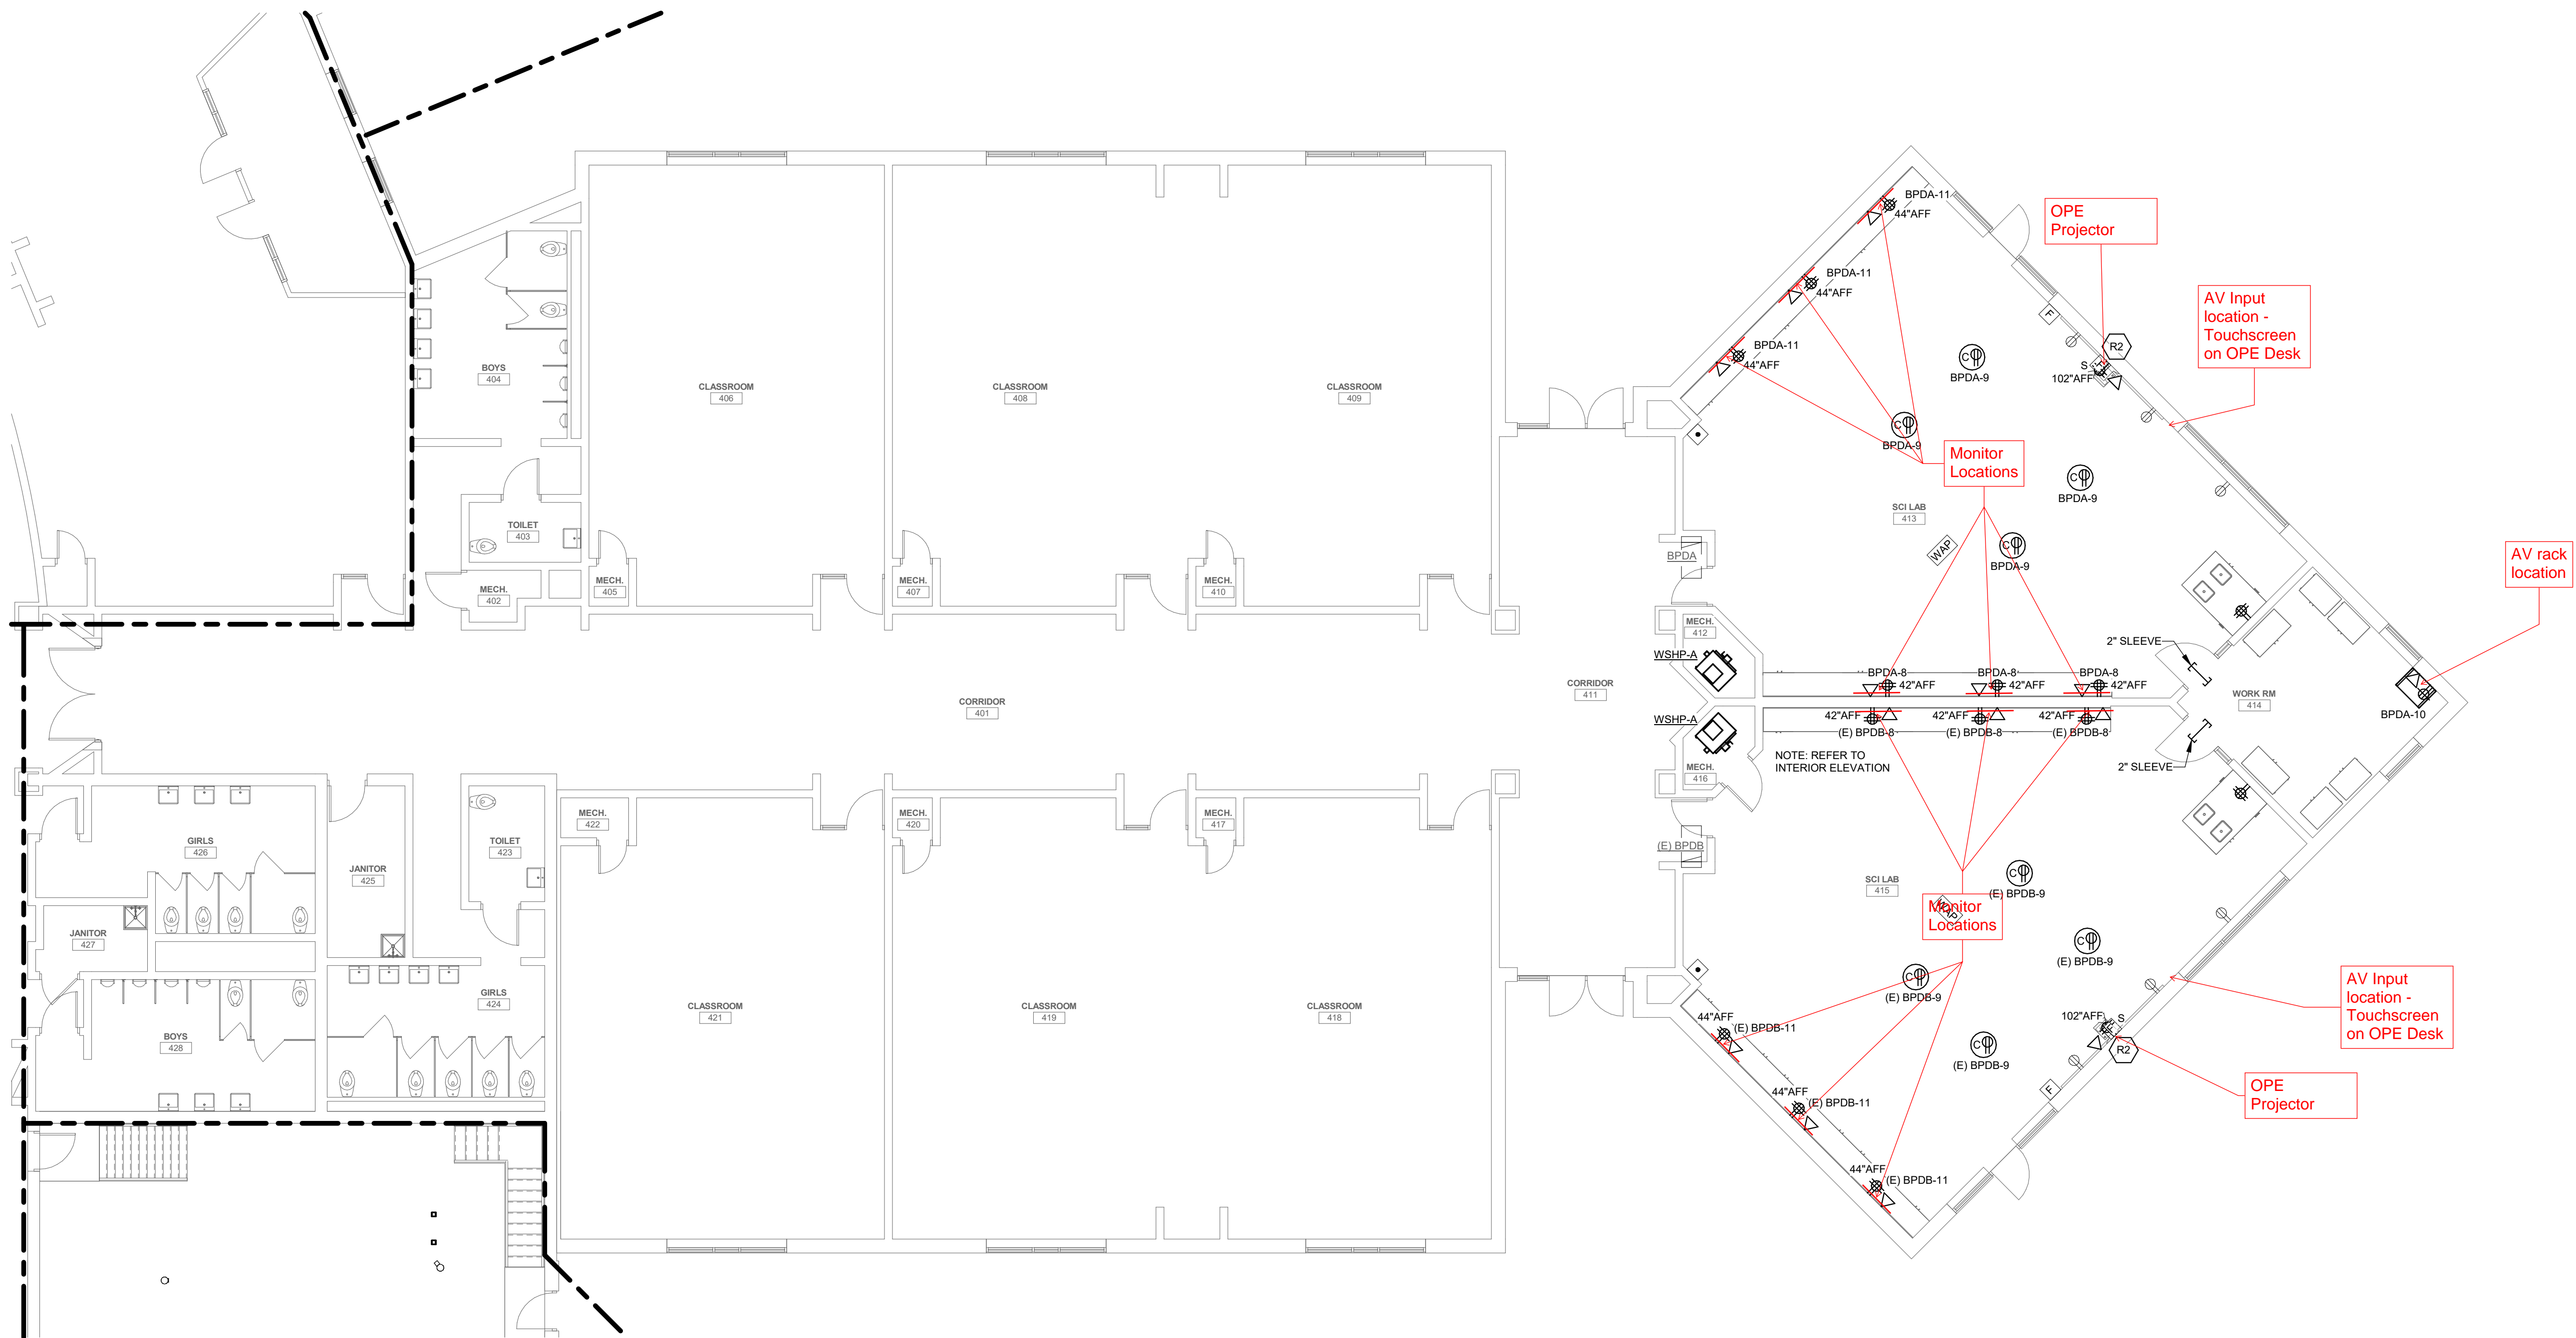 BPDA-11
44"AFF
BPDA-11
44"AFF
BPDA-11
44"AFF
OPE
Projector
AV Input
location -
Touchscreen
on OPE Desk
F
R2
S
102"AFF
C
BPDA-9
C
BPDA-9
C
BPDA-9
C
BPDA-9
Monitor
Locations
SCI LAB
413
WAP
BOYS
404
CLASSROOM
406
CLASSROOM
408
CLASSROOM
409
TOILET
403
MECH.
402
MECH.
405
MECH.
407
MECH.
410
BPDA
AV rack
location
MECH.
412
WSHP-A
2" SLEEVE
BPDA-8
BPDA-8
BPDA-8
42"AFF
42"AFF
42"AFF
CORRIDOR
401
CORRIDOR
411
WORK RM
414
BPDA-10
WSHP-A
42"AFF
42"AFF
42"AFF
(E) BPDB-8
(E) BPDB-8
(E) BPDB-8
NOTE: REFER TO
INTERIOR ELEVATION
2" SLEEVE
MECH.
416
MECH.
422
MECH.
420
MECH.
417
GIRLS
426
TOILET
423
JANITOR
425
(E) BPDB
SCI LAB
415
C
(E) BPDB-9
WAP
Monitor
Locations
JANITOR
427
C
(E) BPDB-9
C
(E) BPDB-9
GIRLS
424
CLASSROOM
421
CLASSROOM
419
CLASSROOM
418
AV Input
location -
Touchscreen
on OPE Desk
44"AFF
(E) BPDB-11
102"AFF
S
R2
BOYS
428
C
(E) BPDB-9
OPE
Projector
F
44"AFF
(E) BPDB-11
44"AFF
(E) BPDB-11